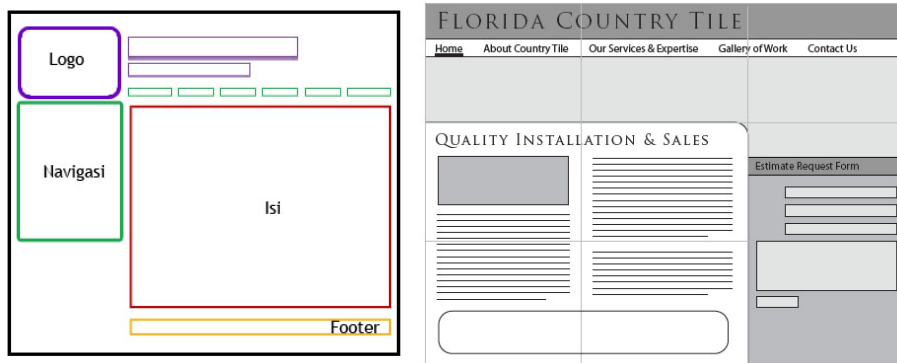 Logo
Navigasi
Isi
Footer
FLORIDA COUNTRY TILE
Home About Country Tile Our Services & Expertise Gallery of Work Contact Us
QUALITY INSTALLATION & SALES
Estimate Request Form